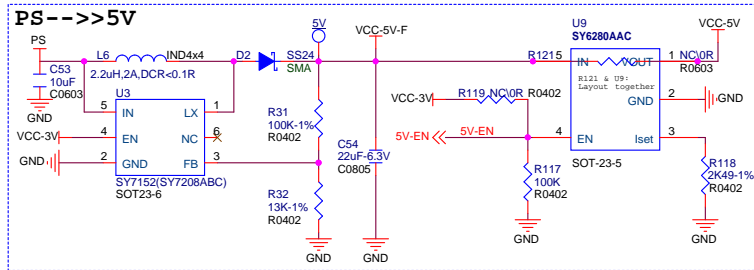 PS-->>5V
PS
L6
IND4x4
2.2uH,2A,DCR<0.1R
D2
SS24
SMA
5V
VCC-5V-F
U9
SY6280AAC
VCC-5V
C53
10uF
C0603
GND
U3
5
IN
LX
1
VCC-3V
4
EN
NC
6
GND
2
GND
FB
3
SY7152(SY7208ABC)
SOT23-6
R31
100K-1%
R0402
R32
13K-1%
R0402
GND
C54
22uF-6.3V
C0805
GND
R121
5
IN
VOUT
1
NC\0R
R0603
R121 & U9:
Layout together
GND
2
GND
VCC-3V
R119
NC\0R
R0402
5V-EN
5V-EN
4
EN
Iset
3
SOT-23-5
R117
100K
R0402
GND
R118
2K49-1%
R0402
GND